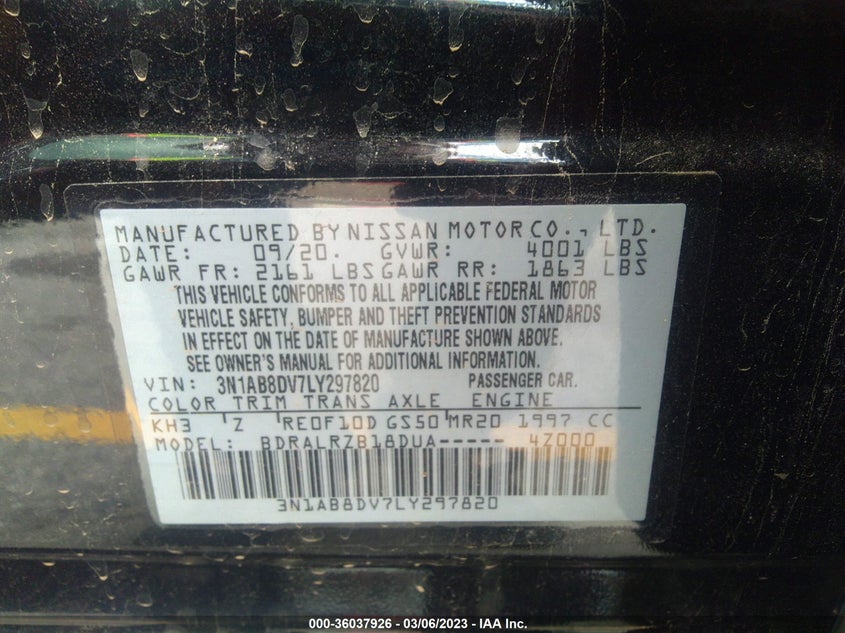 MANUFACTURED BY NISSAN MOTOR CO., LTD.
DATE: 09/20. GVWR: 4001 LBS
GAWR FR: 2161 LBS GAWR RR: 1863 LBS
THIS VEHICLE CONFORMS TO ALL APPLICABLE FEDERAL MOTOR
VEHICLE SAFETY, BUMPER AND THEFT PREVENTION STANDARDS
IN EFFECT ON THE DATE OF MANUFACTURE SHOWN ABOVE.
SEE OWNER'S MANUAL FOR ADDITIONAL INFORMATION.
VIN: 3N1AB8DV7LY297820 PASSENGER CAR.
COLOR TRIM TRANS AXLE ENGINE
KH3 Z RE0F10D GS50 MR20 1997 CC
MODEL: BDRALRZB18DUA----- 4Z000
3N1AB8DV7LY297820
000-36037926 / 03/06/2023 - IAA Inc.